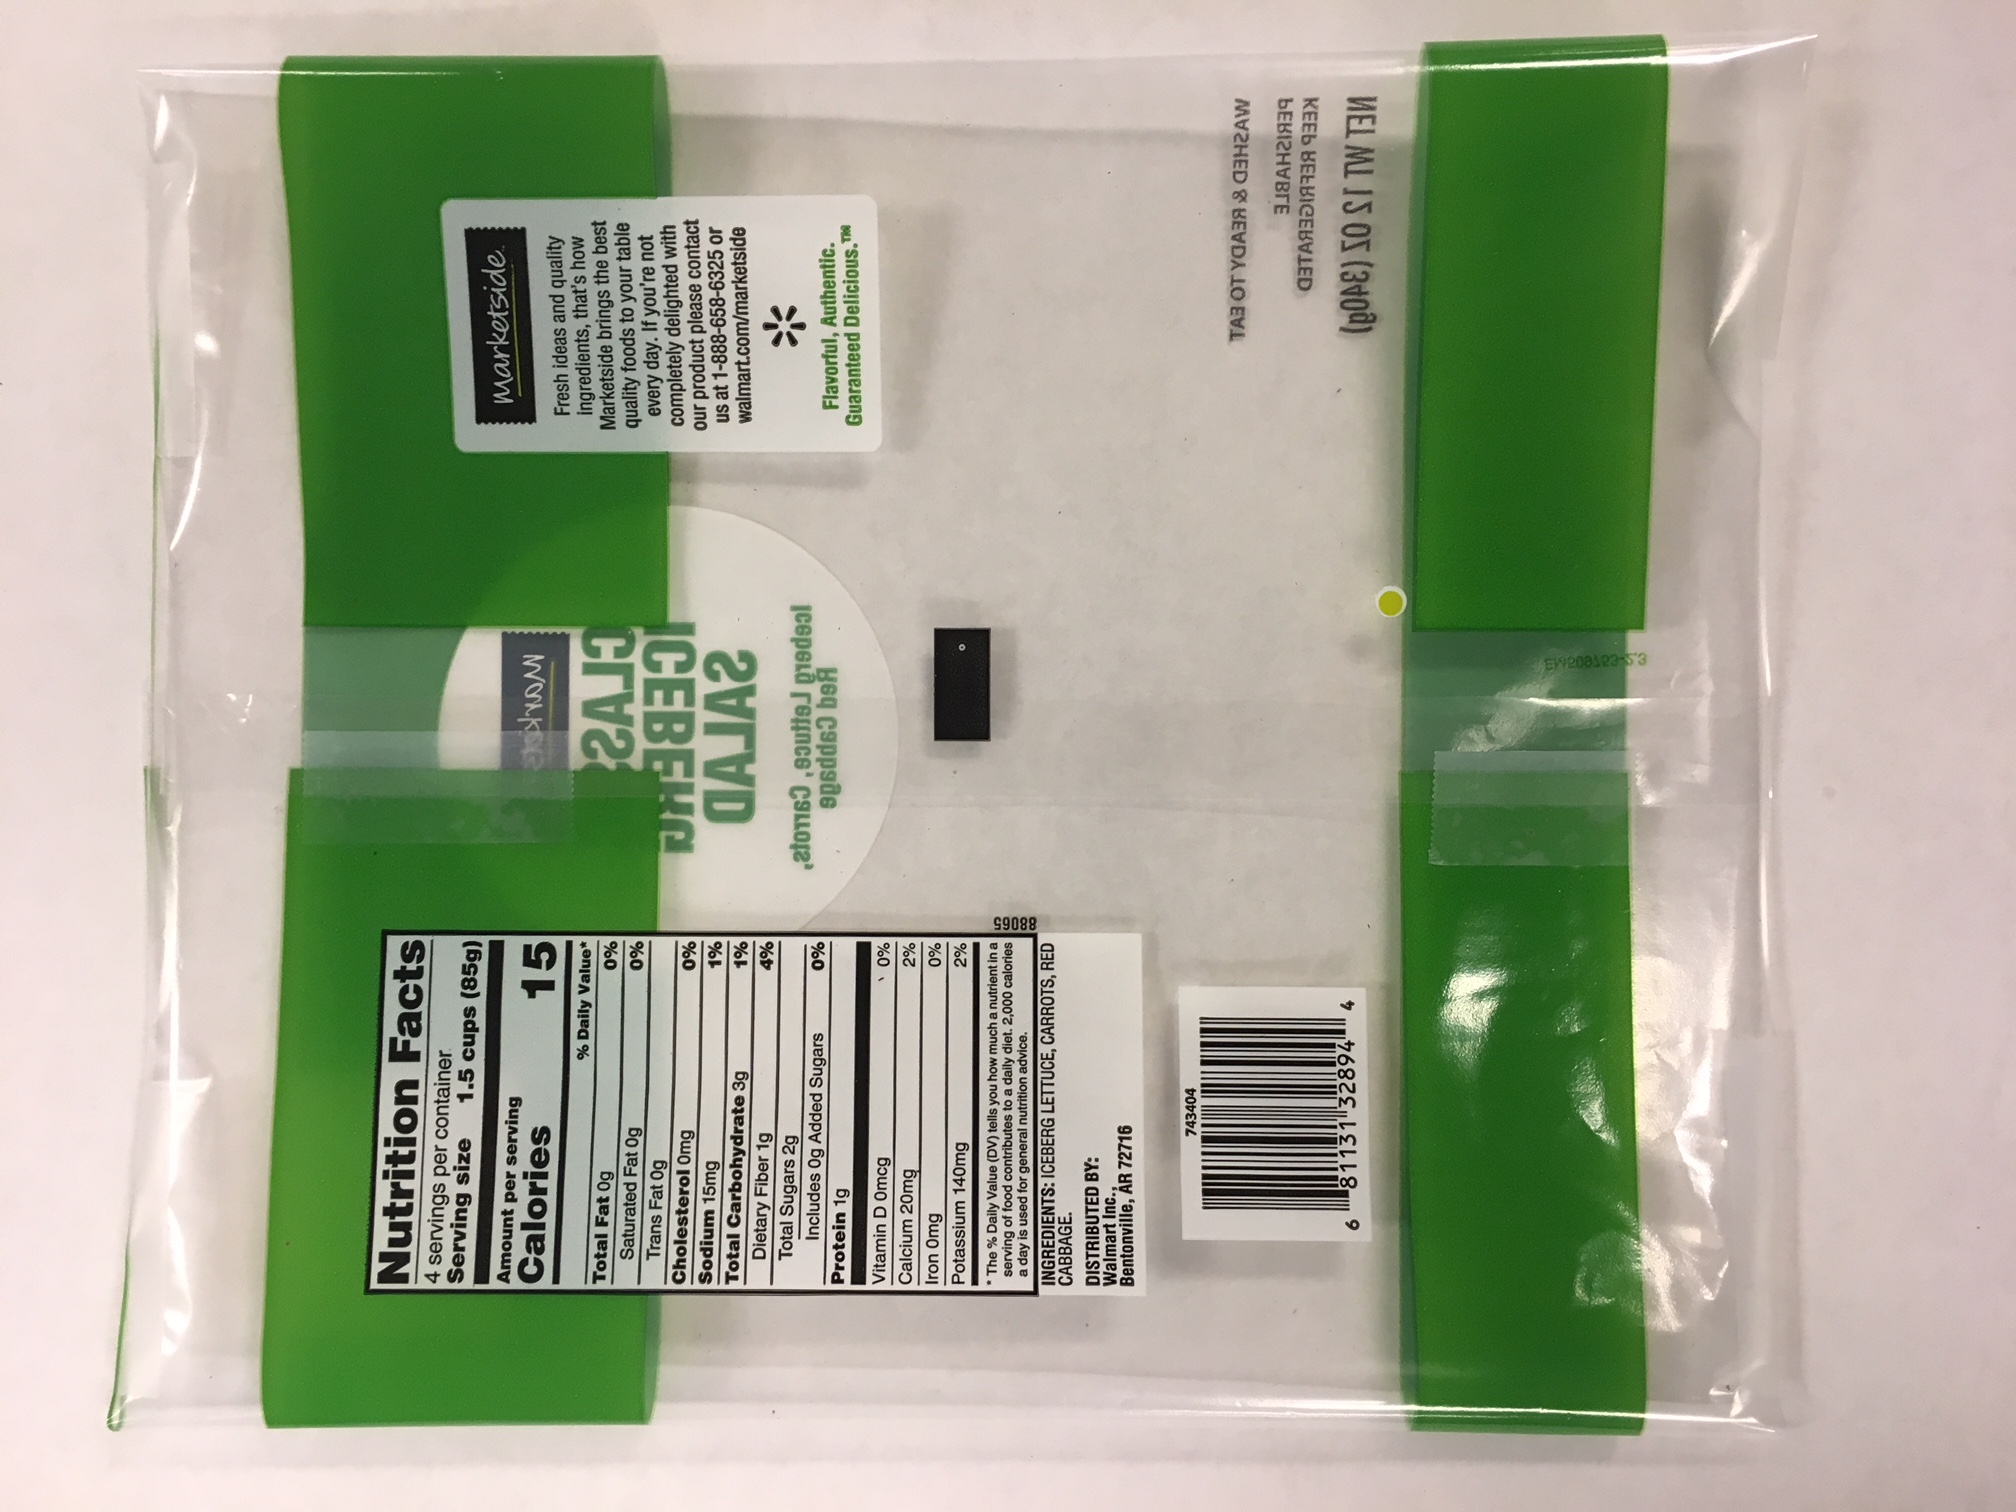 marketside
Fresh ideas and quality
ingredients, that's how
Marketside brings the best
quality foods to your table
every day. If you're not
completely delighted with
our product please contact
us at 1-888-658-6325 or
walmart.com/marketside
Flavorful, Authentic.
Guaranteed Delicious.™
Nutrition Facts
4 servings per container
Serving size 1.5 cups (85g)
Amount per serving
Calories 15
% Daily Value*
Total Fat 0g 0%
Saturated Fat 0g 0%
Trans Fat 0g
Cholesterol 0mg 0%
Sodium 15mg 1%
Total Carbohydrate 3g 1%
Dietary Fiber 1g 4%
Total Sugars 2g
Includes 0g Added Sugars 0%
Protein 1g
Vitamin D 0mcg 0%
Calcium 20mg 2%
Iron 0mg 0%
Potassium 140mg 2%
* The % Daily Value (DV) tells you how much a nutrient in a
serving of food contributes to a daily diet. 2,000 calories
a day is used for general nutrition advice.
88065
INGREDIENTS: ICEBERG LETTUCE, CARROTS, RED
CABBAGE.
DISTRIBUTED BY:
Walmart Inc.,
Bentonville, AR 72716
743404
6 81131 32894 4
Market
CLASS
ICEBERG
SALAD
Iceberg Lettuce, Carrots,
Red Cabbage
WASHED & READY TO EAT
PERISHABLE
KEEP REFRIGERATED
NET WT 12 OZ (340g)